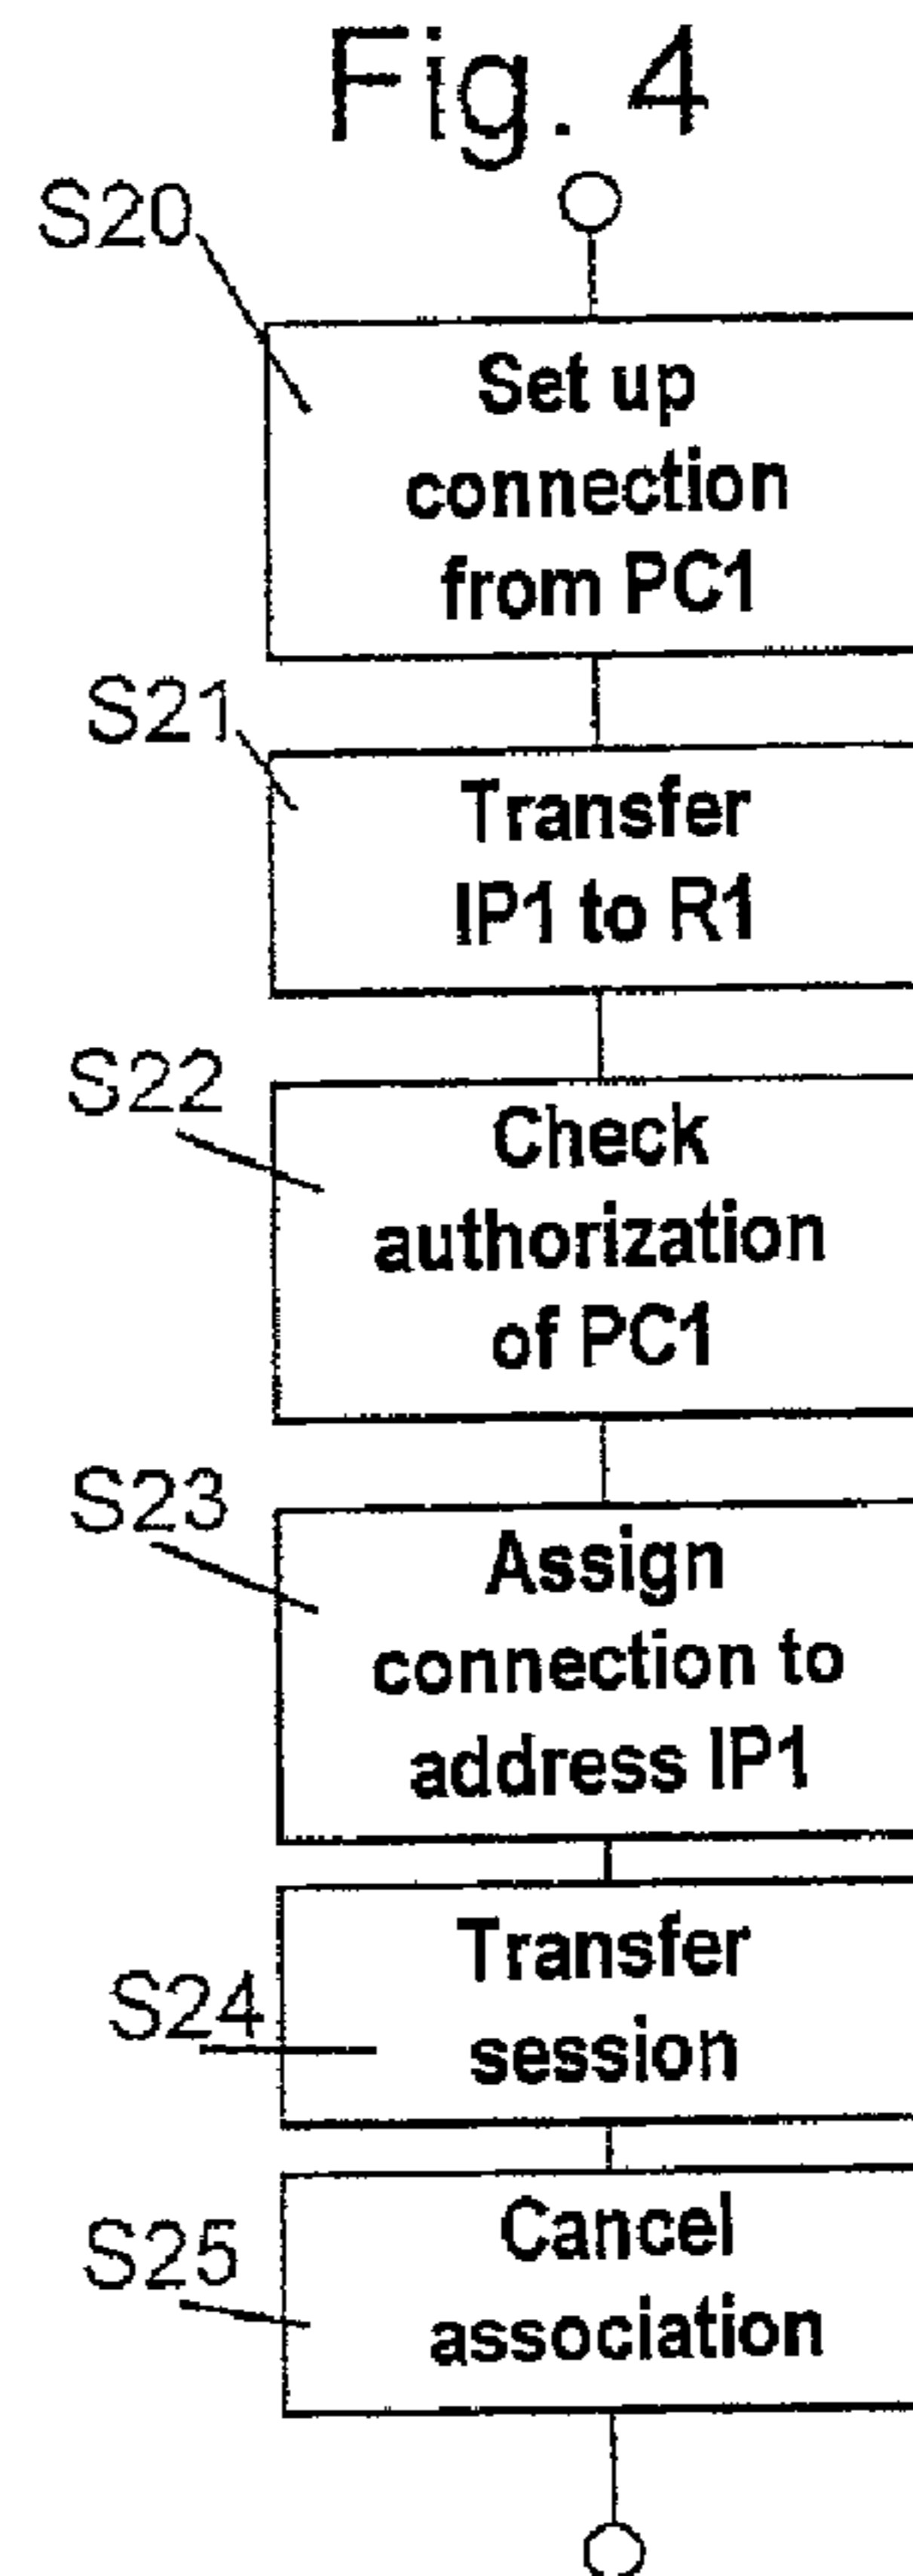 Fig. 4
S20
Set up
connection
from PC1
S21
Transfer
IP1 to R1
S22
Check
authorization
of PC1
S23
Assign
connection to
address IP1
S24
Transfer
session
S25
Cancel
association